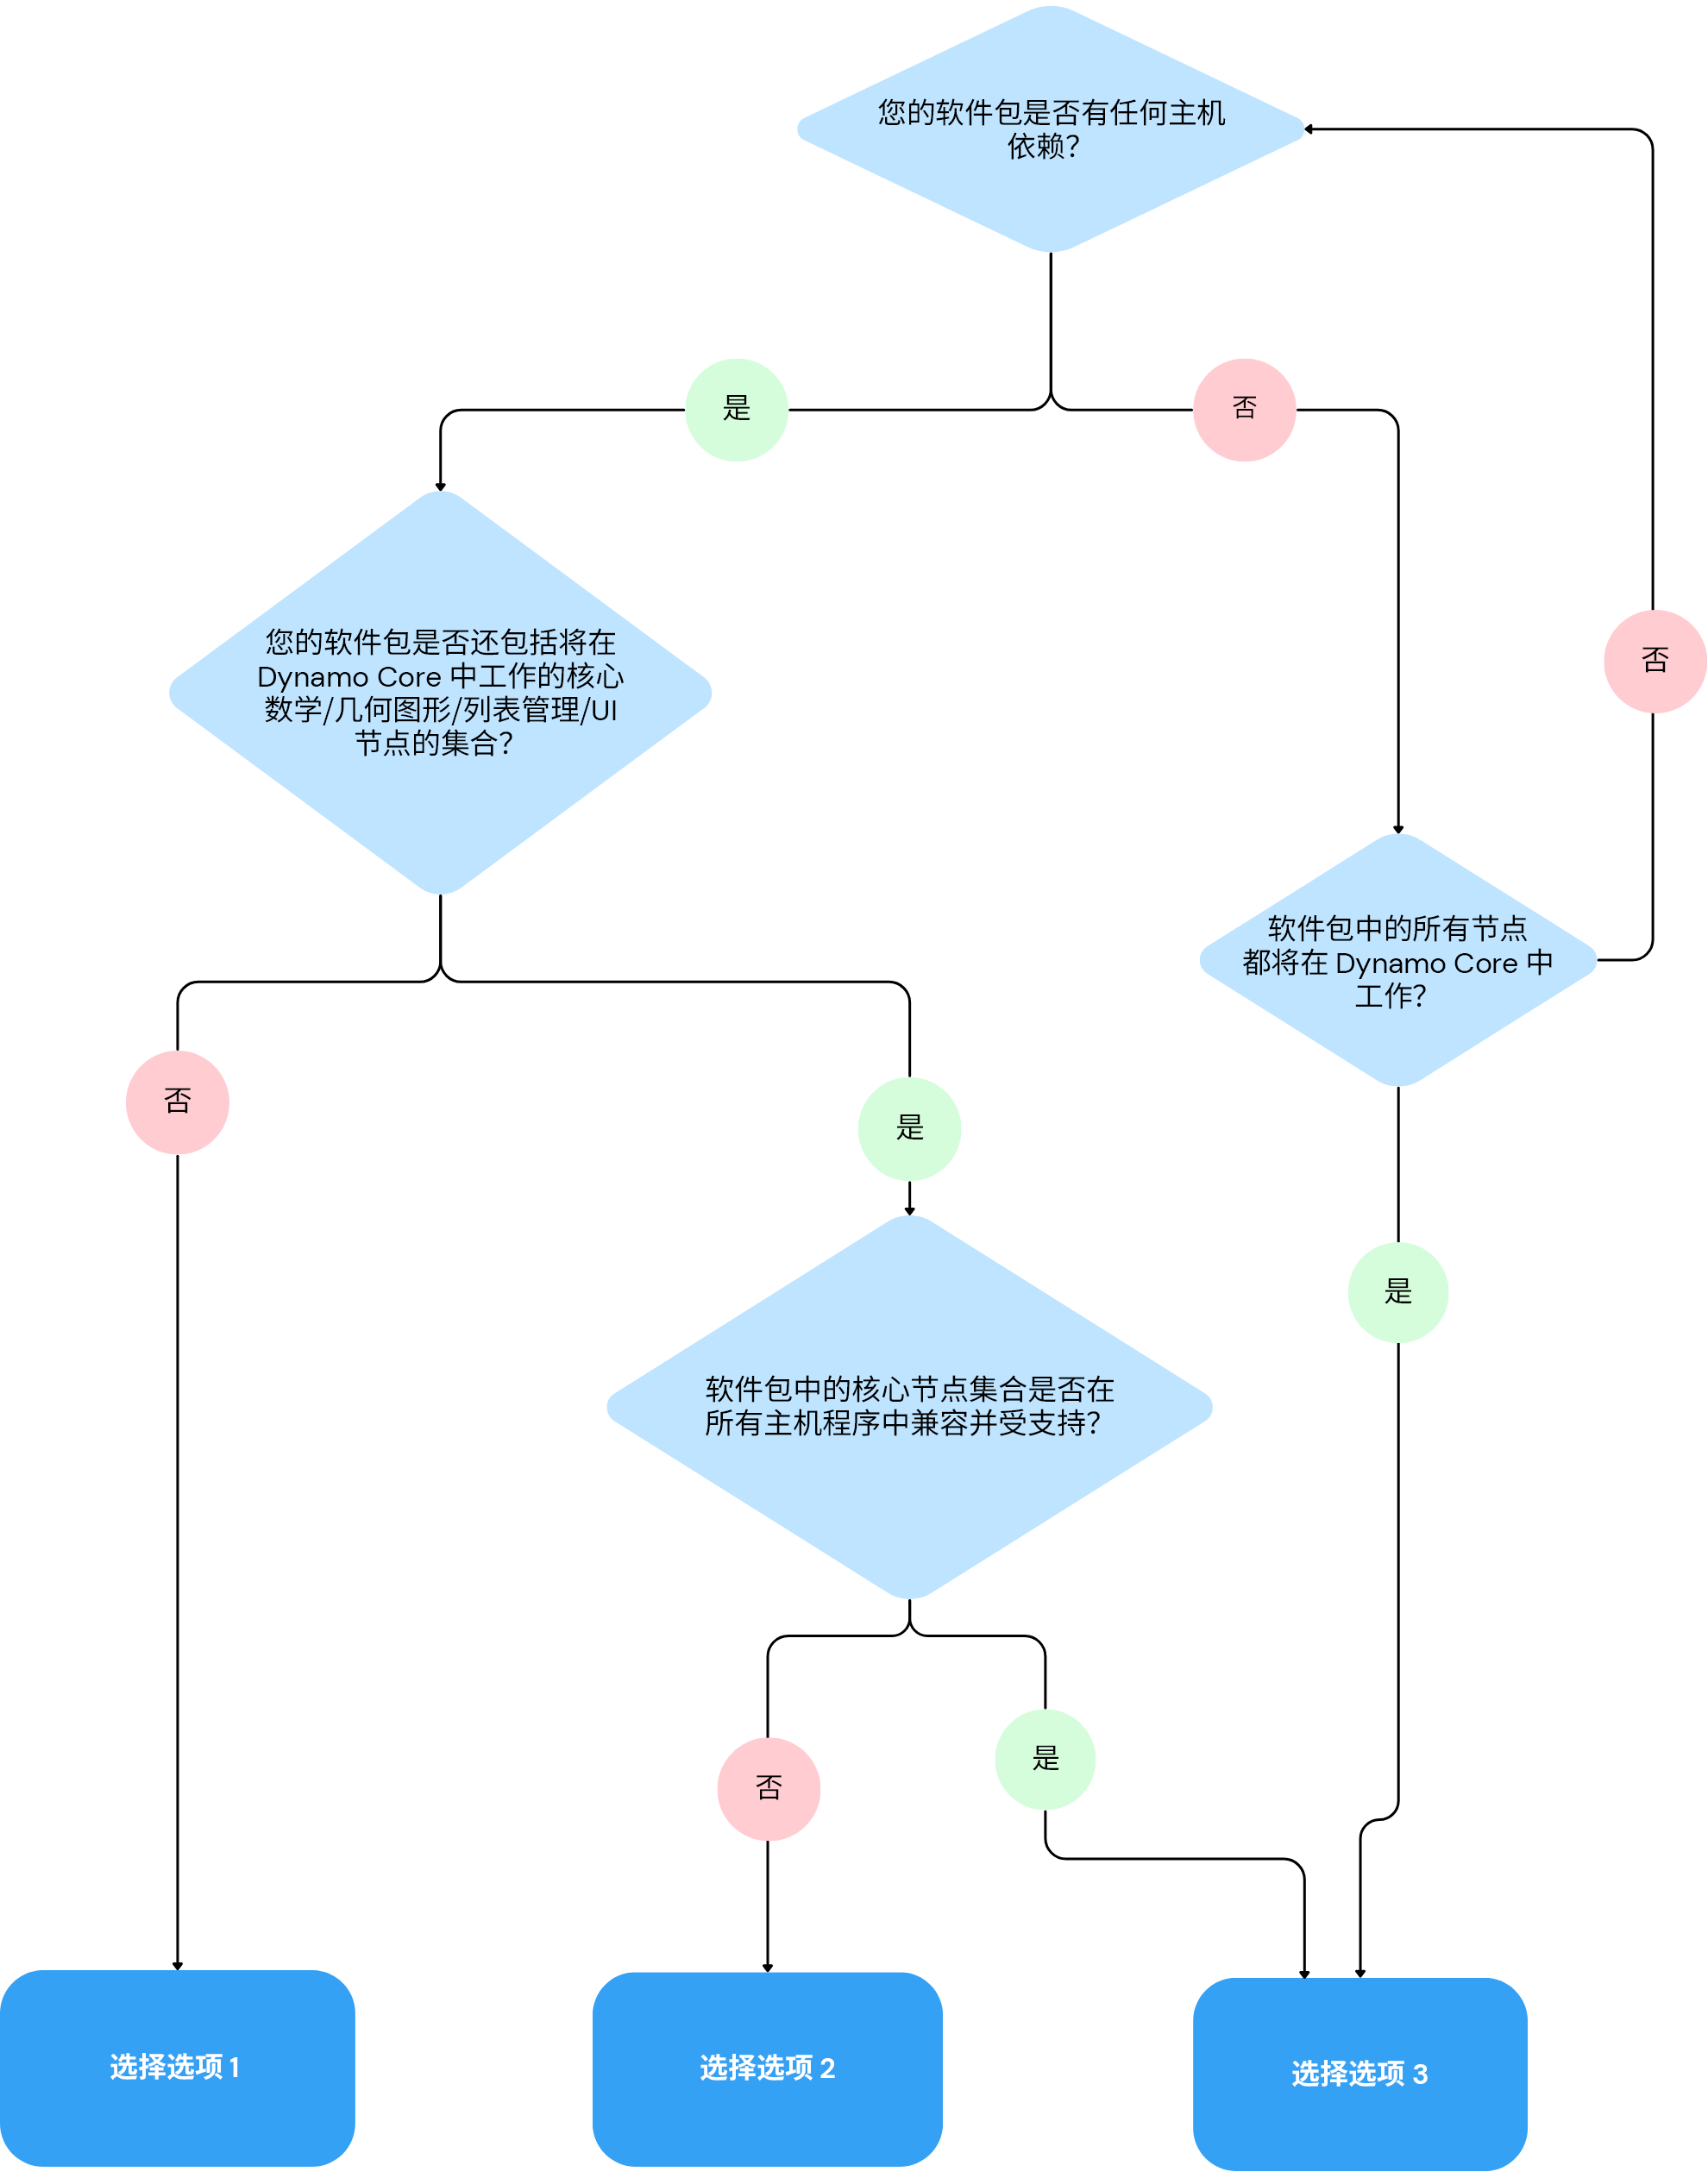 您的软件包是否有任何主机
依赖？
是
否
您的软件包是否还包括将在
Dynamo Core 中工作的核心
数学/几何图形/列表管理/UI
节点的集合？
否
软件包中的所有节点
都将在 Dynamo Core 中
工作？
否
是
是
软件包中的核心节点集合是否在
所有主机程序中兼容并受支持？
否
是
选择选项 1
选择选项 2
选择选项 3